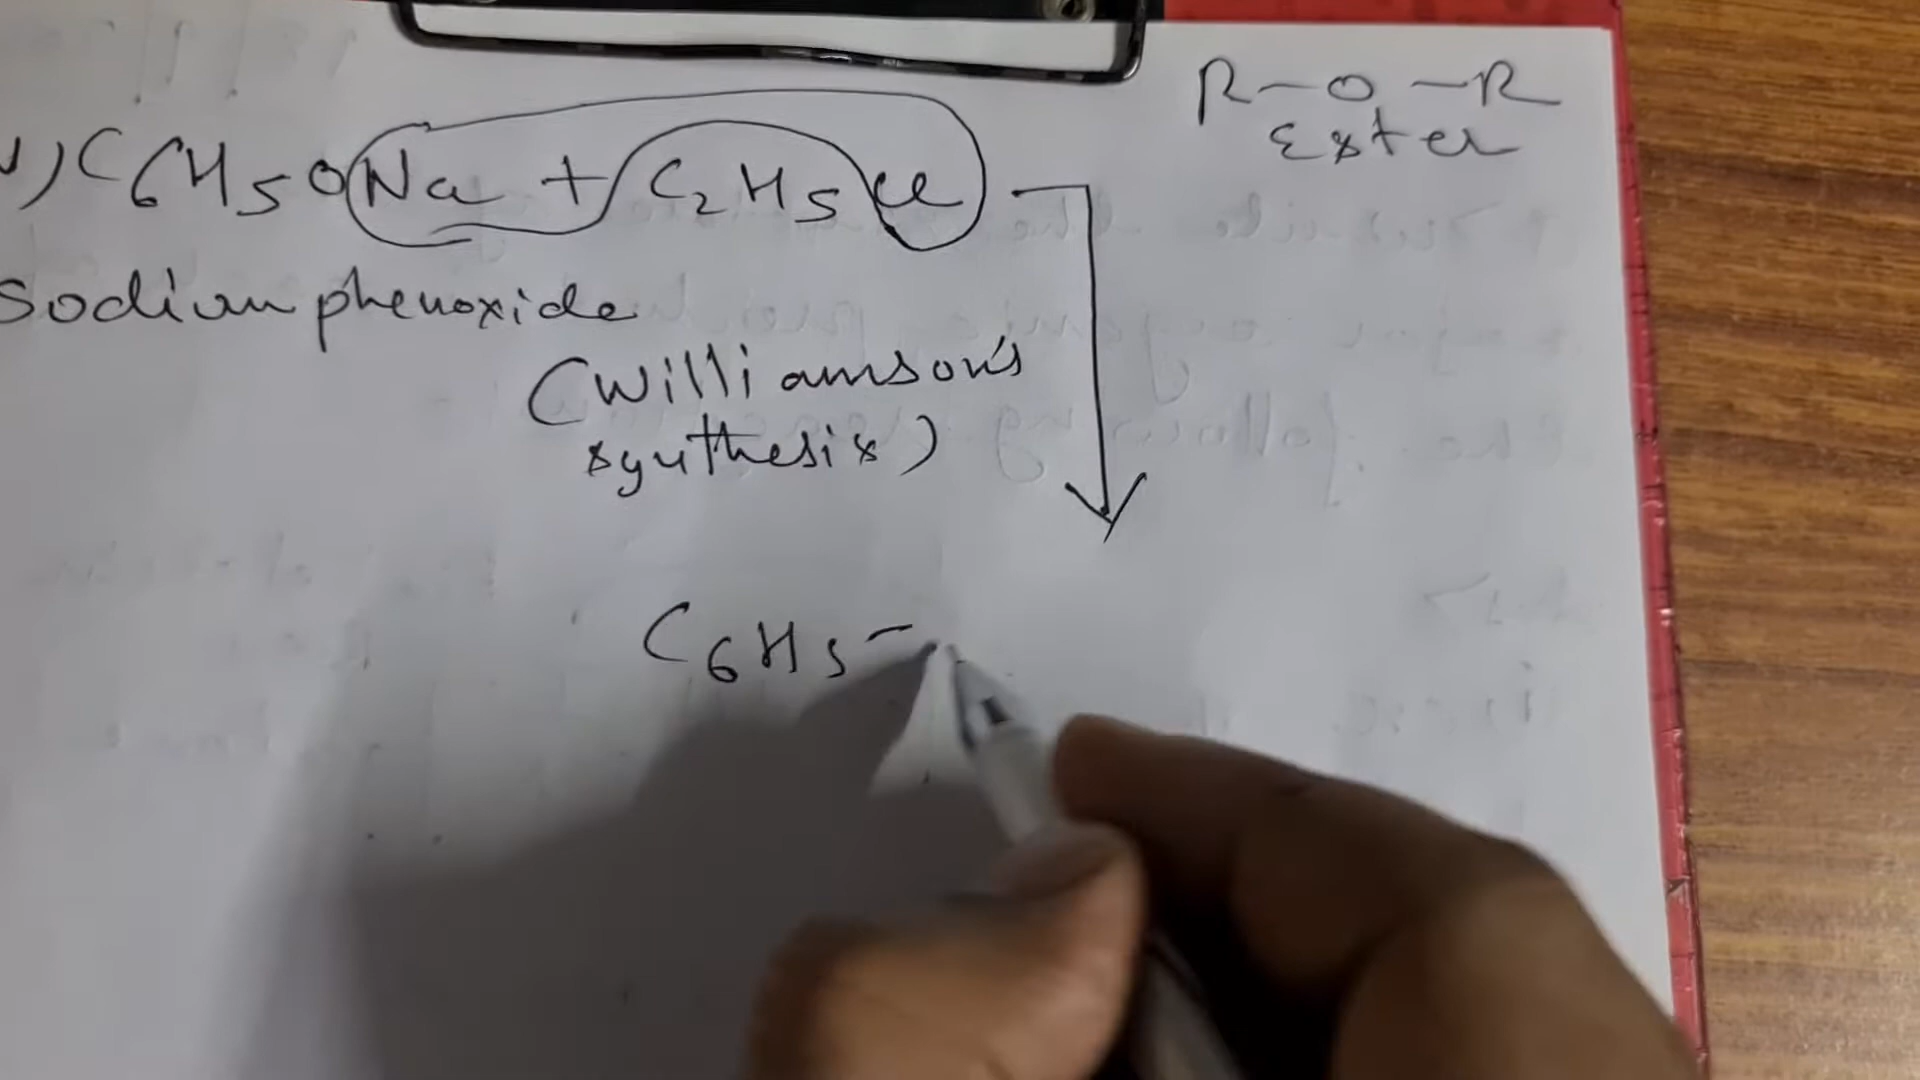 R-O-R
Ester
) C6H5ONa + C2H5Cl
Sodium phenoxide
(Williamson's
synthesis)
C6H5-